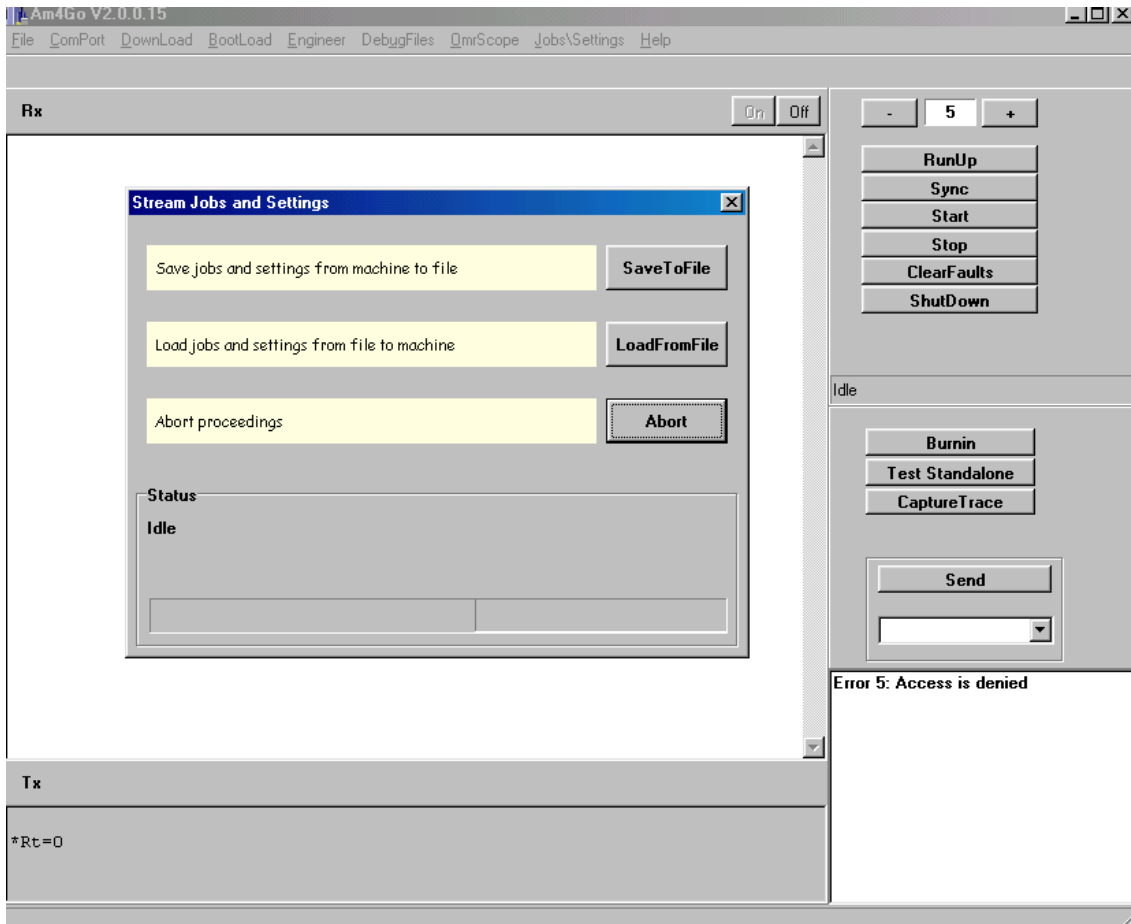 Am4Go V2.0.0.15
File ComPort DownLoad BootLoad Engineer DebugFiles OmrScope Jobs\Settings Help
Rx
On Off
- 5 +
RunUp
Sync
Start
Stop
ClearFaults
ShutDown
Stream Jobs and Settings
Save jobs and settings from machine to file SaveToFile
Load jobs and settings from file to machine LoadFromFile
Abort proceedings Abort
Status
Idle
Idle
Burnin
Test Standalone
CaptureTrace
Send
Error 5: Access is denied
Tx
*Rt=0